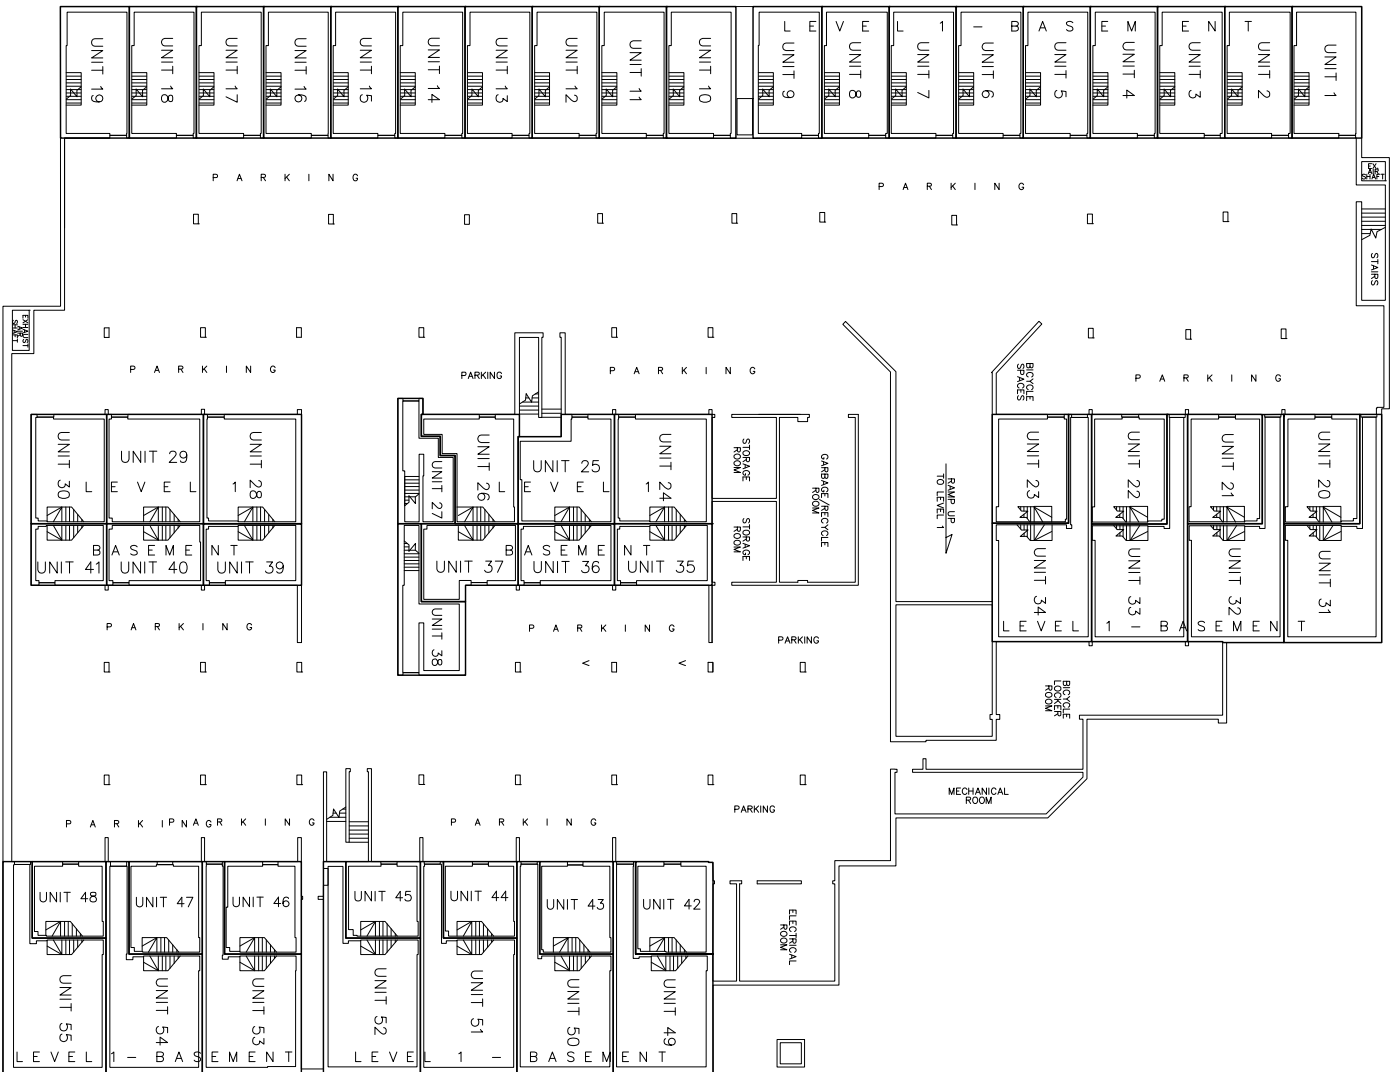 LEVEL 1 - BASEMENT
UNIT 19
UNIT 18
UNIT 17
UNIT 16
UNIT 15
UNIT 14
UNIT 13
UNIT 12
UNIT 11
UNIT 10
UNIT 9
UNIT 8
UNIT 7
UNIT 6
UNIT 5
UNIT 4
UNIT 3
UNIT 2
UNIT 1
PARKING
PARKING
EX.
AIR
SHAFT
STAIRS
EXHAUST
AIR
SHAFT
PARKING
PARKING
PARKING
BICYCLE
SPACES
PARKING
UNIT 30
UNIT 29
UNIT 28
LEVEL 1
UNIT 27
UNIT 26
UNIT 25
UNIT 24
LEVEL 1
STORAGE
ROOM
GARBAGE/RECYCLE
ROOM
RAMP UP
TO LEVEL 1
UNIT 23
UNIT 22
UNIT 21
UNIT 20
BASEMENT
UNIT 41
UNIT 40
UNIT 39
BASEMENT
UNIT 37
UNIT 36
UNIT 35
STORAGE
ROOM
UNIT 34
UNIT 33
UNIT 32
UNIT 31
LEVEL 1 - BASEMENT
PARKING
UNIT 38
PARKING
PARKING
< <
BICYCLE
LOCKER
ROOM
MECHANICAL
ROOM
PARKING
PARKING
PARKING
PARKING
UNIT 48
UNIT 47
UNIT 46
UNIT 45
UNIT 44
UNIT 43
UNIT 42
ELECTRICAL
ROOM
UNIT 55
UNIT 54
UNIT 53
UNIT 52
UNIT 51
UNIT 50
UNIT 49
LEVEL 1 - BASEMENT
LEVEL 1 - BASEMENT